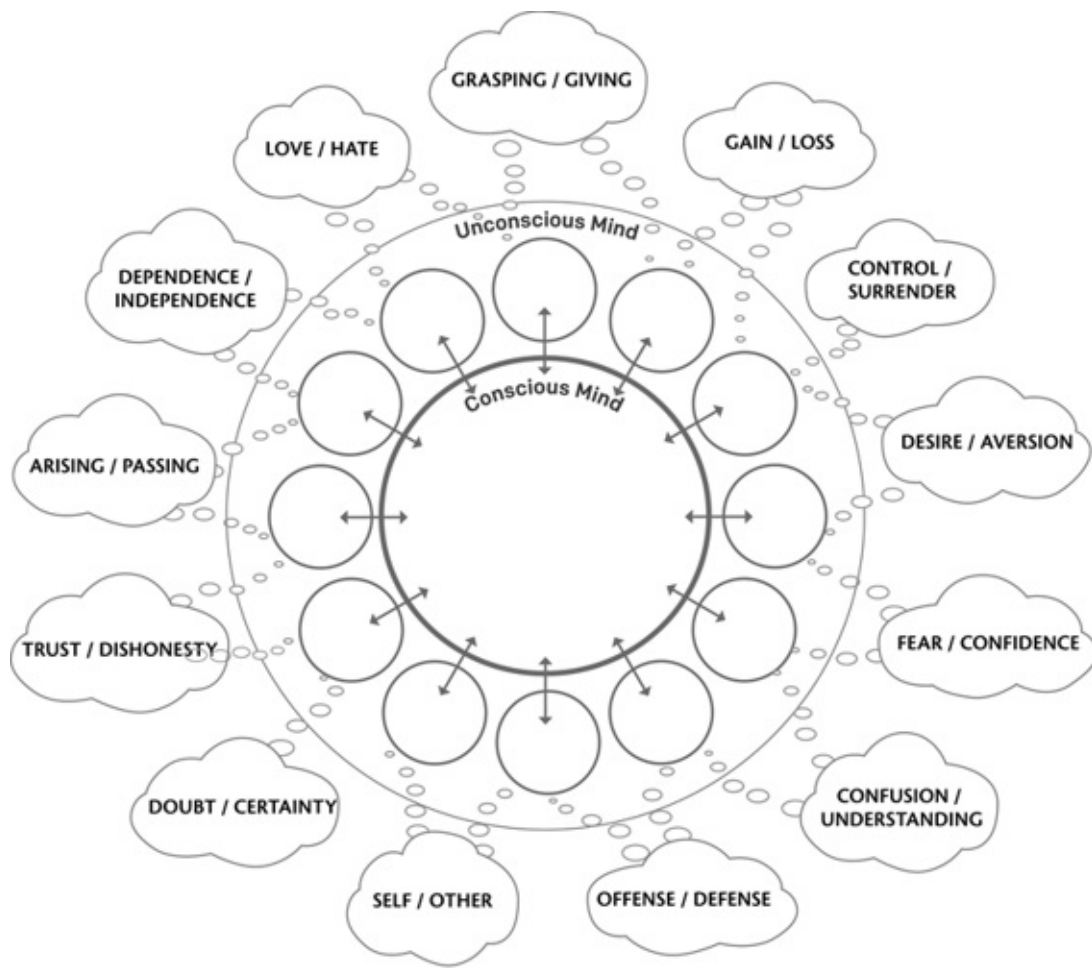 GRASPING / GIVING
LOVE / HATE
GAIN / LOSS
Unconscious Mind
DEPENDENCE /
INDEPENDENCE
CONTROL /
SURRENDER
Conscious Mind
ARISING / PASSING
DESIRE / AVERSION
TRUST / DISHONESTY
FEAR / CONFIDENCE
DOUBT / CERTAINTY
CONFUSION /
UNDERSTANDING
SELF / OTHER
OFFENSE / DEFENSE